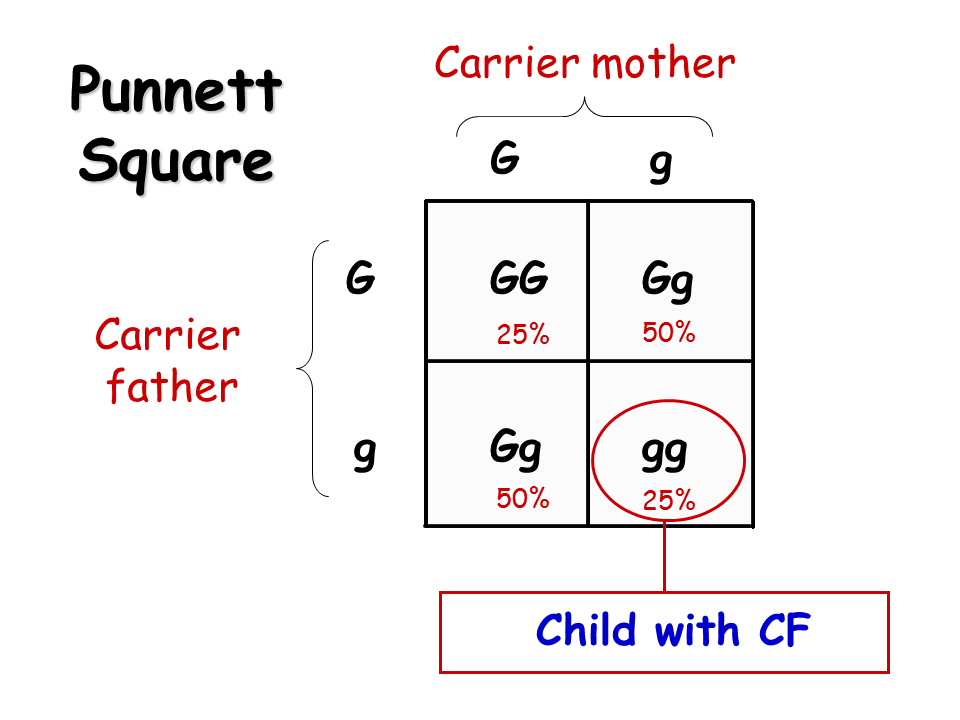 Punnett
Square
Carrier mother
G g
G GG Gg
25% 50%
Carrier
father
g Gg gg
50% 25%
Child with CF